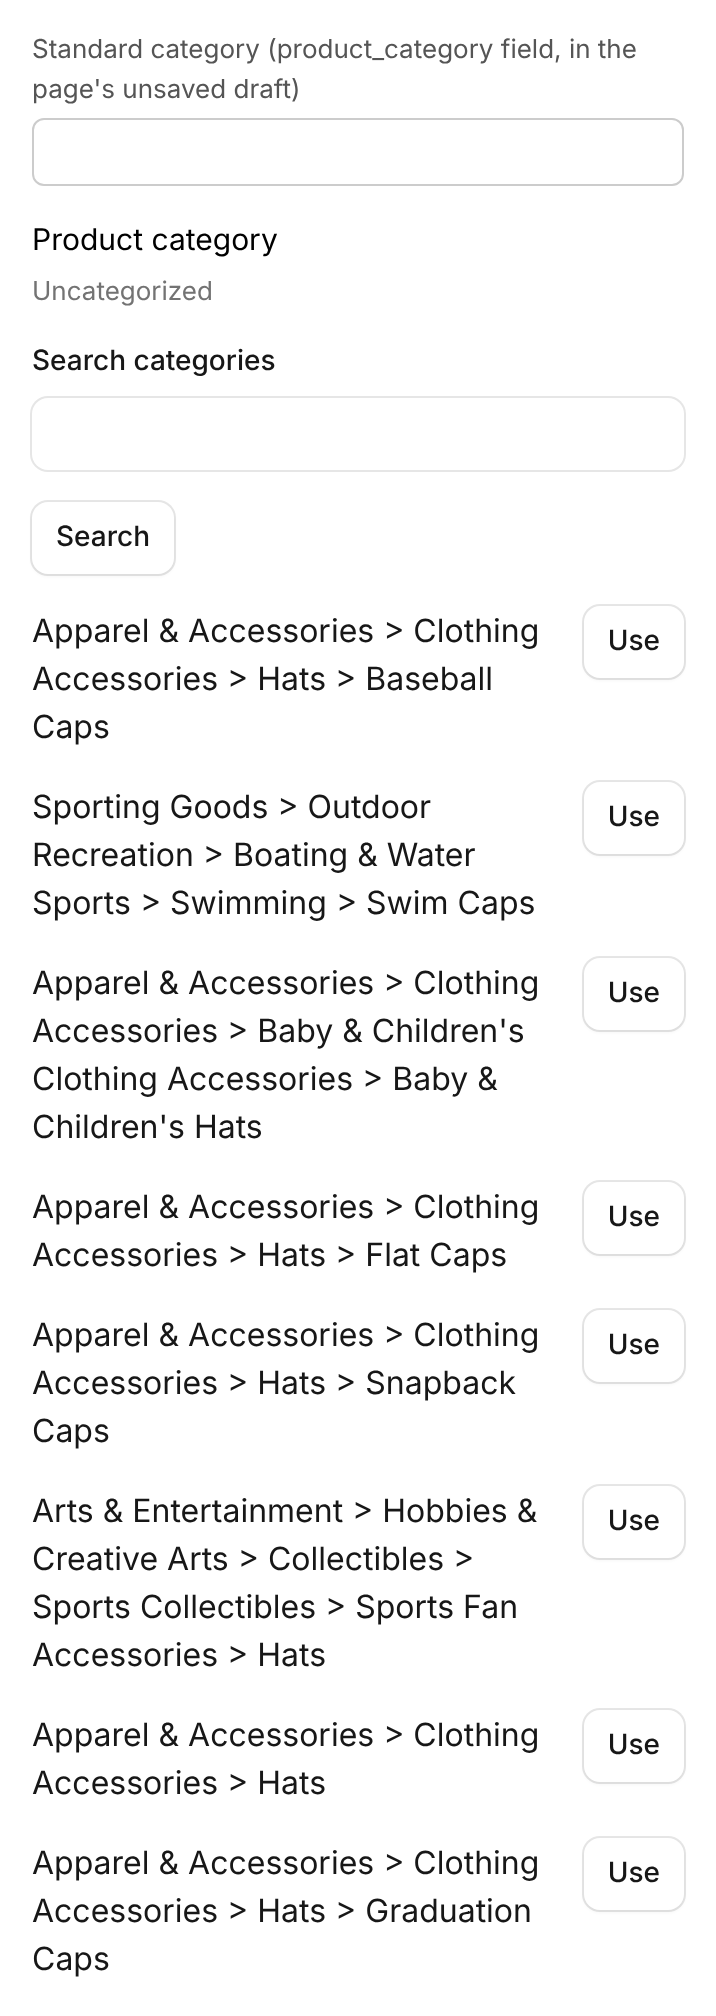 Standard category (product_category field, in the
page's unsaved draft)
Product category
Uncategorized
Search categories
Search
Apparel & Accessories > Clothing
Accessories > Hats > Baseball
Caps
Use
Sporting Goods > Outdoor
Recreation > Boating & Water
Sports > Swimming > Swim Caps
Use
Apparel & Accessories > Clothing
Accessories > Baby & Children's
Clothing Accessories > Baby &
Children's Hats
Use
Apparel & Accessories > Clothing
Accessories > Hats > Flat Caps
Use
Apparel & Accessories > Clothing
Accessories > Hats > Snapback
Caps
Use
Arts & Entertainment > Hobbies &
Creative Arts > Collectibles >
Sports Collectibles > Sports Fan
Accessories > Hats
Use
Apparel & Accessories > Clothing
Accessories > Hats
Use
Apparel & Accessories > Clothing
Accessories > Hats > Graduation
Caps
Use